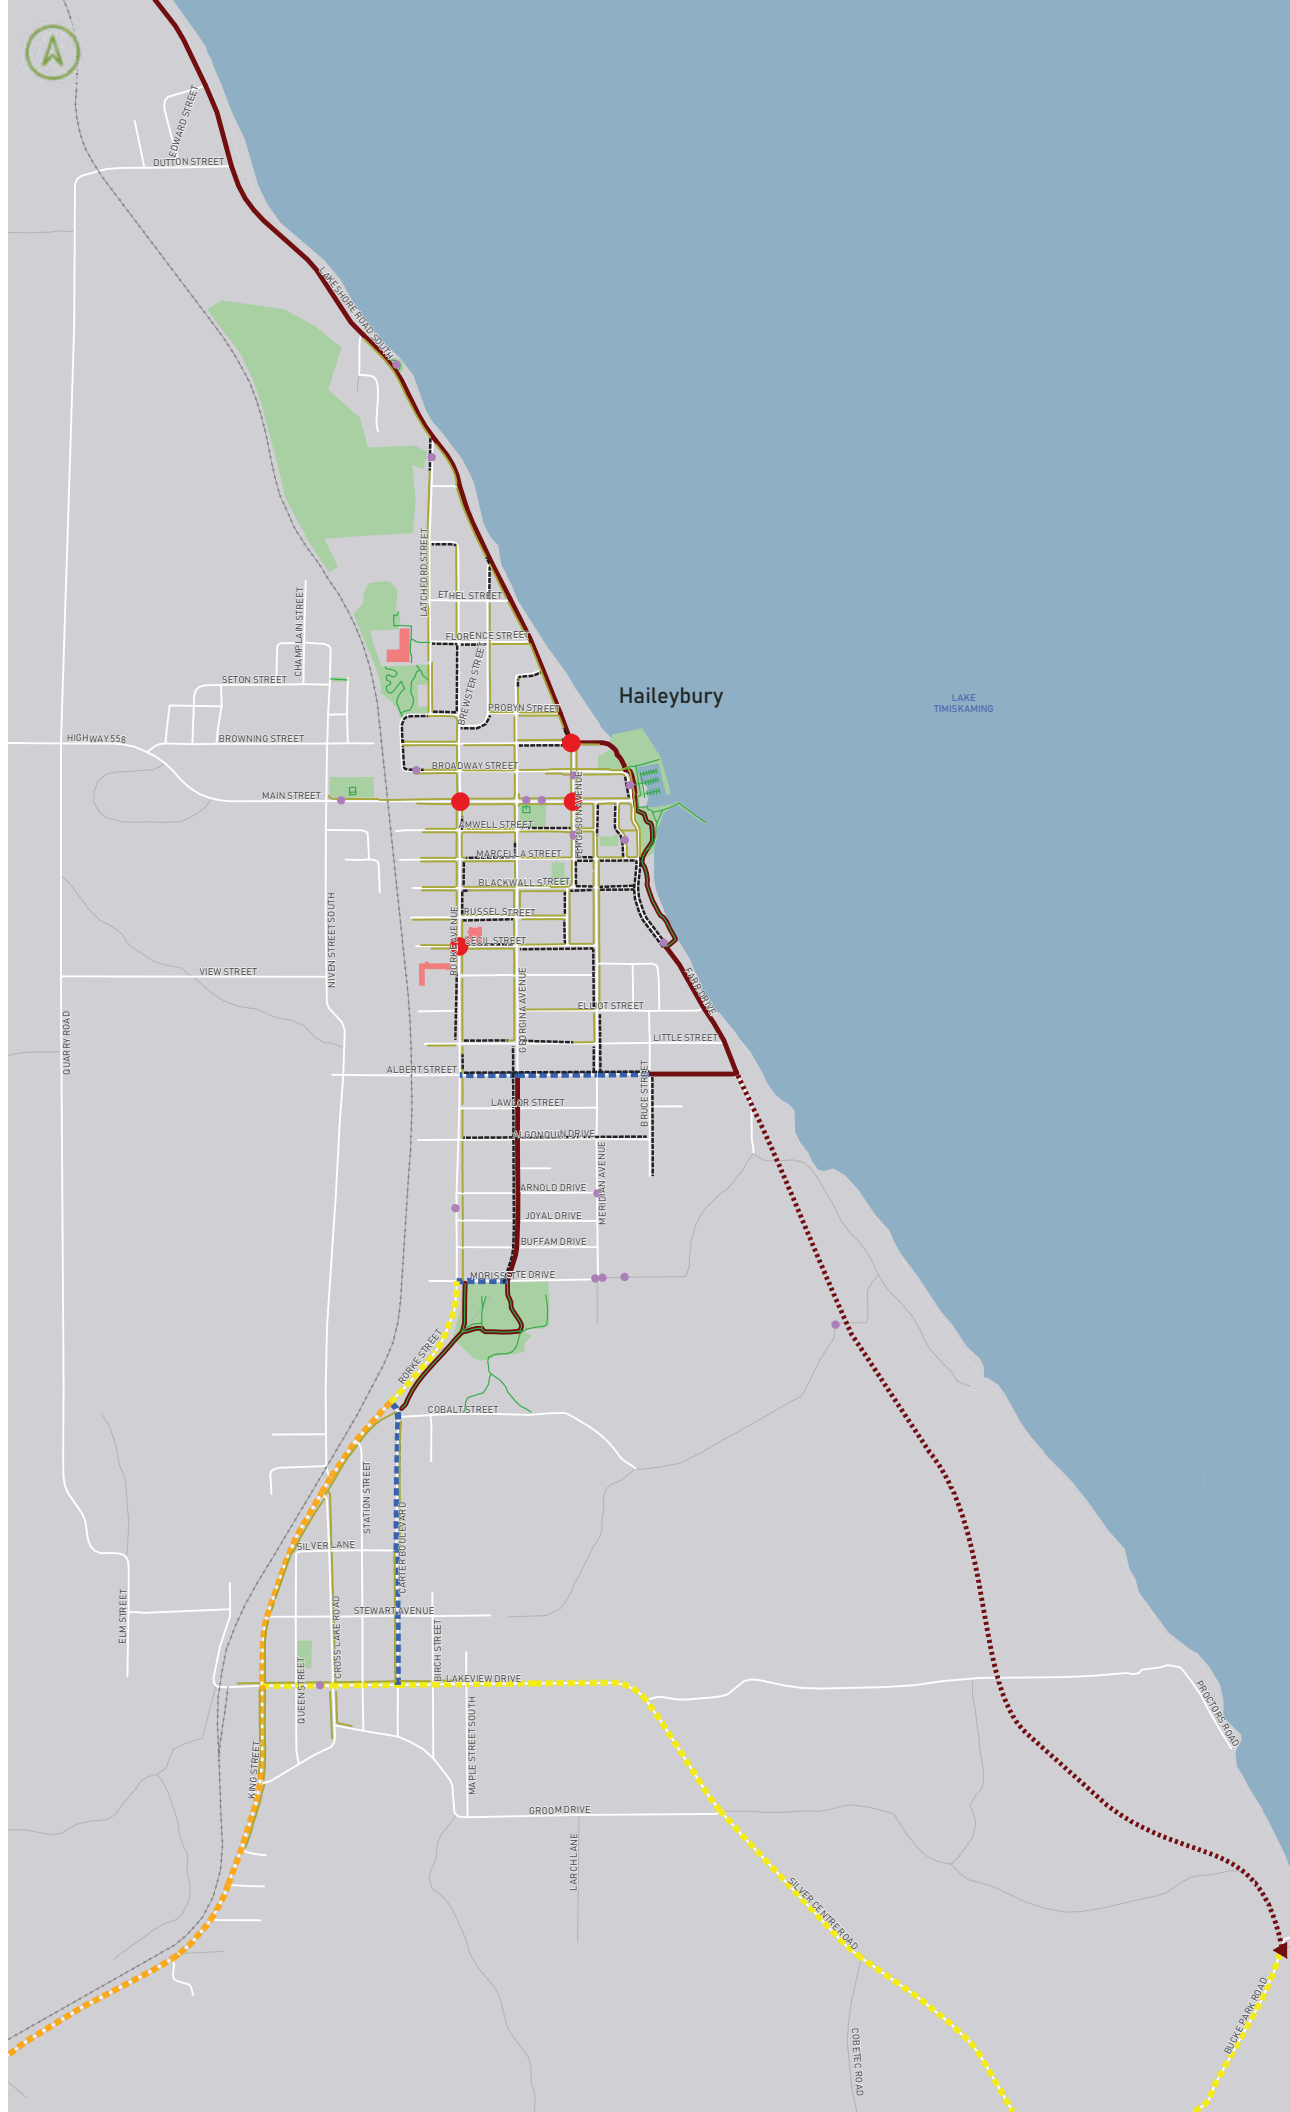 EDWARD STREET
DUTTON STREET
LAKESHORE ROAD SOUTH
LATCHFORD STREET
ETHEL STREET
CHAMPLAIN STREET
FLORENCE STREET
BREWSTER STREET
SETON STREET
Haileybury
LAKE
TIMISKAMING
PROBYN STREET
HIGHWAY 558
BROWNING STREET
BROADWAY STREET
MAIN STREET
FERGUSON AVENUE
AMWELL STREET
MARCELLA STREET
BLACKWALL STREET
RUSSEL STREET
RORKE AVENUE
CECIL STREET
NIVEN STREET SOUTH
VIEW STREET
FARR DRIVE
GEORGINA AVENUE
ELLIOT STREET
QUARRY ROAD
LITTLE STREET
ALBERT STREET
BRUCE STREET
LAWLOR STREET
ALGONQUIN DRIVE
MERIDIAN AVENUE
ARNOLD DRIVE
JOYAL DRIVE
BUFFAM DRIVE
MORISSETTE DRIVE
RORKE STREET
COBALT STREET
STATION STREET
CARTER BOULEVARD
SILVER LANE
ELM STREET
CROSS LAKE ROAD
STEWART AVENUE
BIRCH STREET
QUEEN STREET
LAKEVIEW DRIVE
PROCTORS ROAD
KING STREET
MAPLE STREET SOUTH
GROOM DRIVE
LARCH LANE
SILVER CENTRE ROAD
BUCKE PARK ROAD
COBETEC ROAD